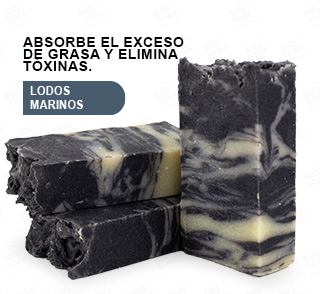 ABSORBE EL EXCESO
DE GRASA Y ELIMINA
TOXINAS.
LODOS
MARINOS